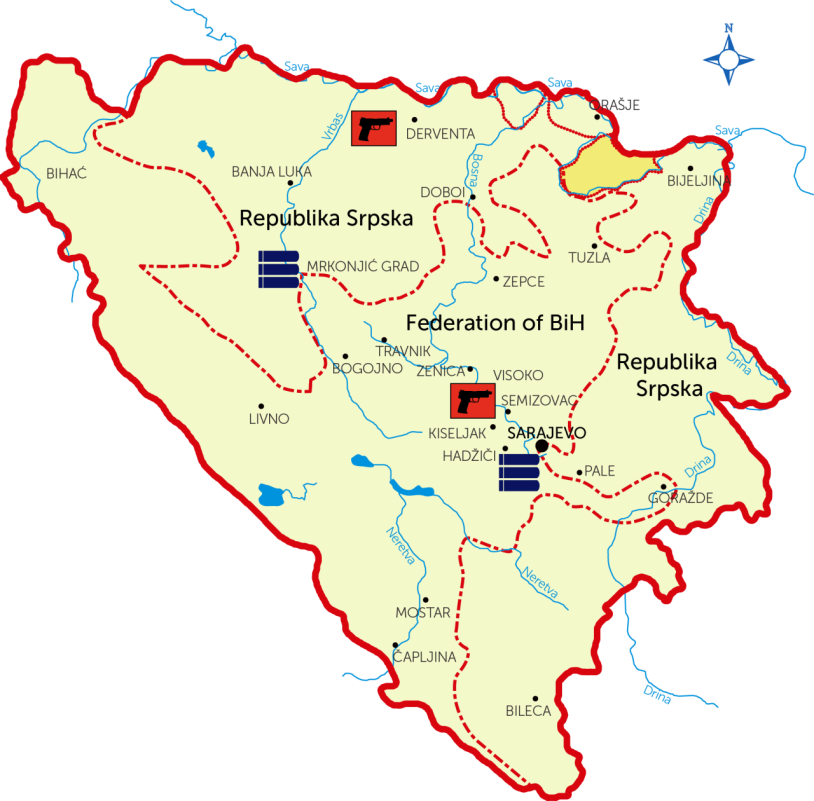 N
Sava
Sava
Sava
ORAŠJE
Vrbas
DERVENTA
Sava
BIHAĆ
BANJA LUKA
Bosna
BIJELJINA
DOBOJ
Drina
Republika Srpska
TUZLA
MRKONJIĆ GRAD
ZEPCE
Federation of BiH
TRAVNIK
Drina
Republika
Srpska
BOGOJNO
ZENICA
VISOKO
SEMIZOVAC
LIVNO
KISELJAK
SARAJEVO
HADŽIČI
PALE
Drina
GORAŽDE
Neretva
Neretva
MOSTAR
ČAPLJINA
Drina
BILECA